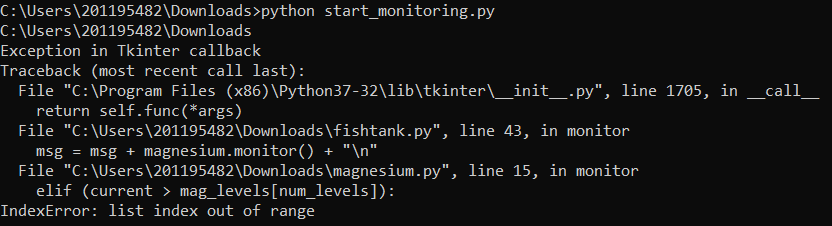 C:\Users\201195482\Downloads>python start_monitoring.py
C:\Users\201195482\Downloads
Exception in Tkinter callback
Traceback (most recent call last):
  File "C:\Program Files (x86)\Python37-32\lib\tkinter\__init__.py", line 1705, in __call__
    return self.func(*args)
  File "C:\Users\201195482\Downloads\fishtank.py", line 43, in monitor
    msg = msg + magnesium.monitor() + "\n"
  File "C:\Users\201195482\Downloads\magnesium.py", line 15, in monitor
    elif (current > mag_levels[num_levels]):
IndexError: list index out of range